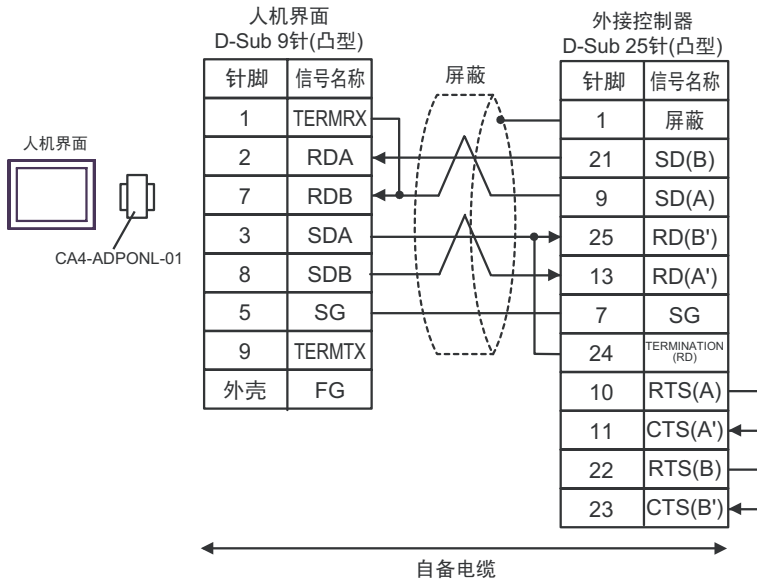 人机界面
D-Sub 9针(凸型)
外接控制器
D-Sub 25针(凸型)
屏蔽
人机界面
CA4-ADPONL-01
针脚 信号名称
1 TERMRX
2 RDA
7 RDB
3 SDA
8 SDB
5 SG
9 TERMTX
外壳 FG
针脚 信号名称
1 屏蔽
21 SD(B)
9 SD(A)
25 RD(B')
13 RD(A')
7 SG
24 TERMINATION
(RD)
10 RTS(A)
11 CTS(A')
22 RTS(B)
23 CTS(B')
自备电缆